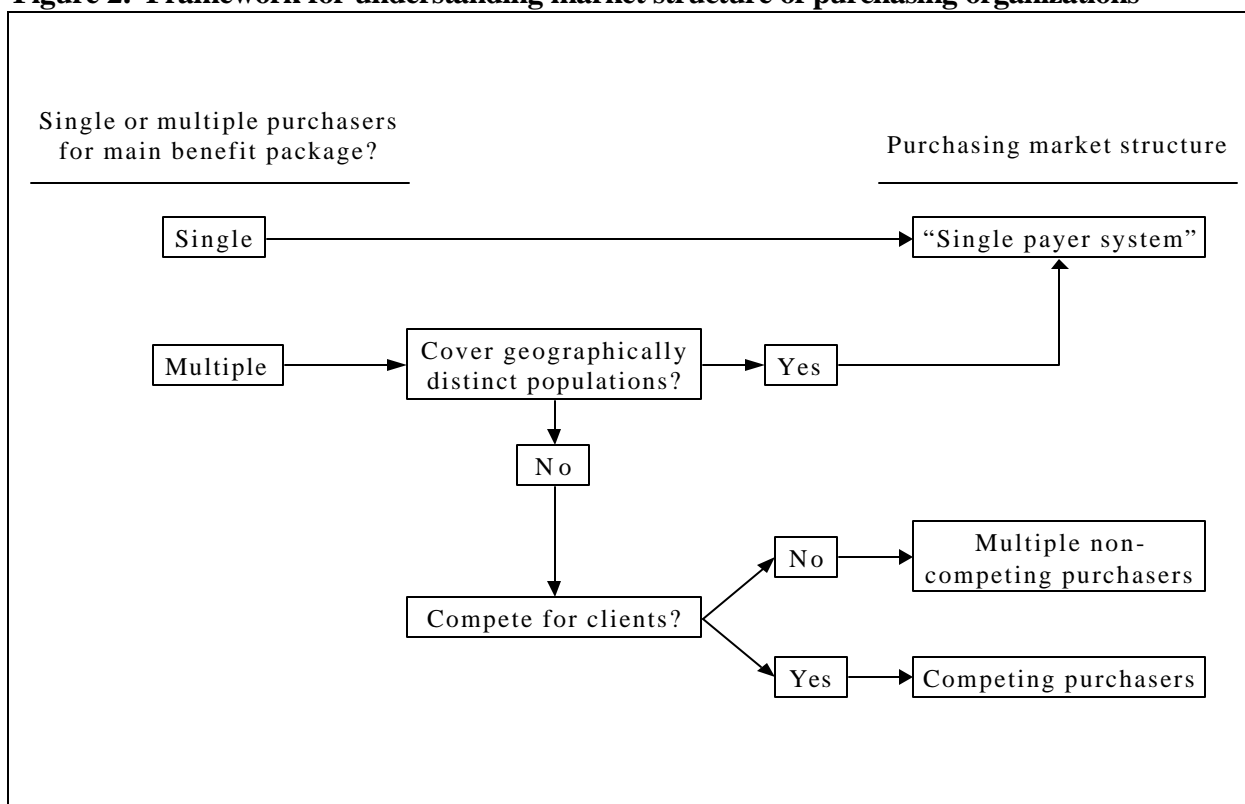 Figure 2.  Framework for understanding market structure of purchasing organizations
Single or multiple purchasers
for main benefit package?
Purchasing market structure
Single
“Single payer system”
Multiple
Cover geographically
distinct populations?
Yes
No
No
Multiple non-
competing purchasers
Compete for clients?
Yes
Competing purchasers